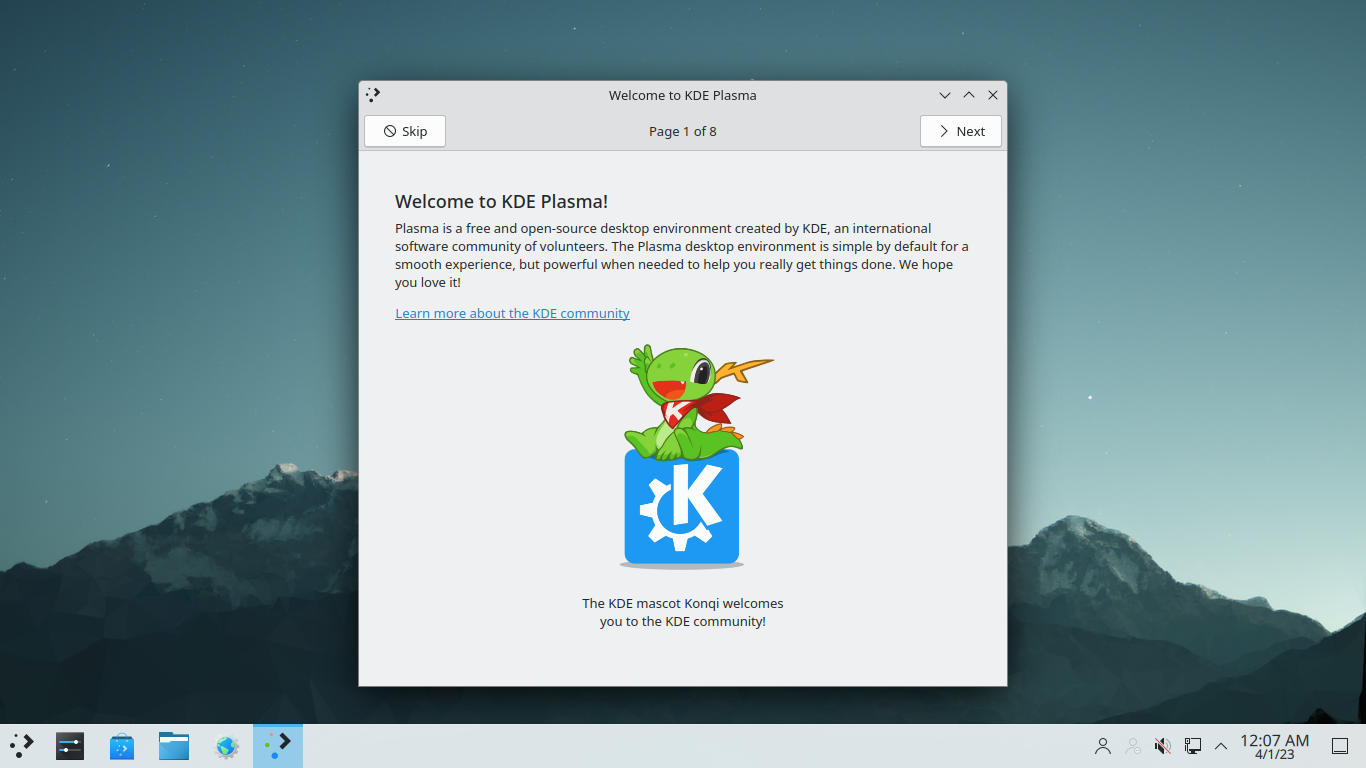 Welcome to KDE Plasma
Skip
Page 1 of 8
Next
Welcome to KDE Plasma!
Plasma is a free and open-source desktop environment created by KDE, an international
software community of volunteers. The Plasma desktop environment is simple by default for a
smooth experience, but powerful when needed to help you really get things done. We hope
you love it!
Learn more about the KDE community
K
K
The KDE mascot Konqi welcomes
you to the KDE community!
12:07 AM
4/1/23